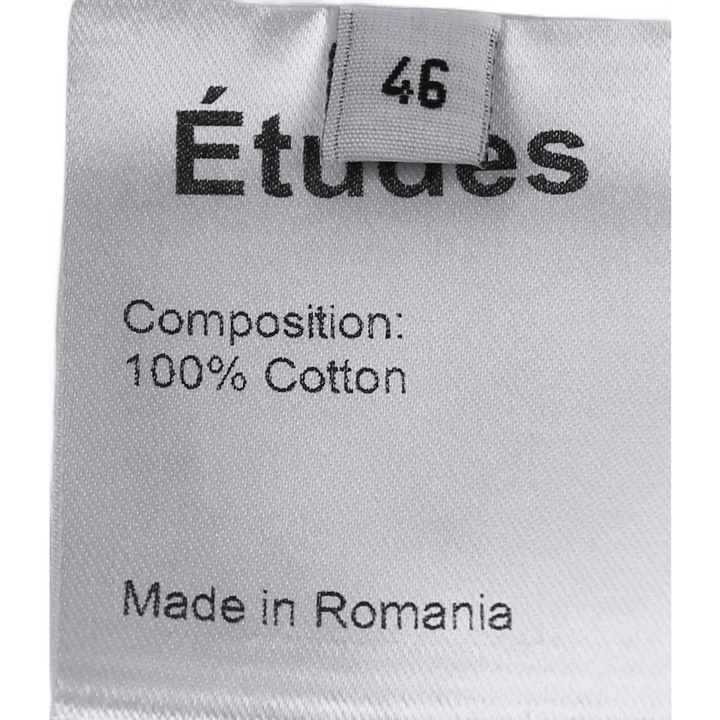 46
Études
Composition:
100% Cotton
Made in Romania